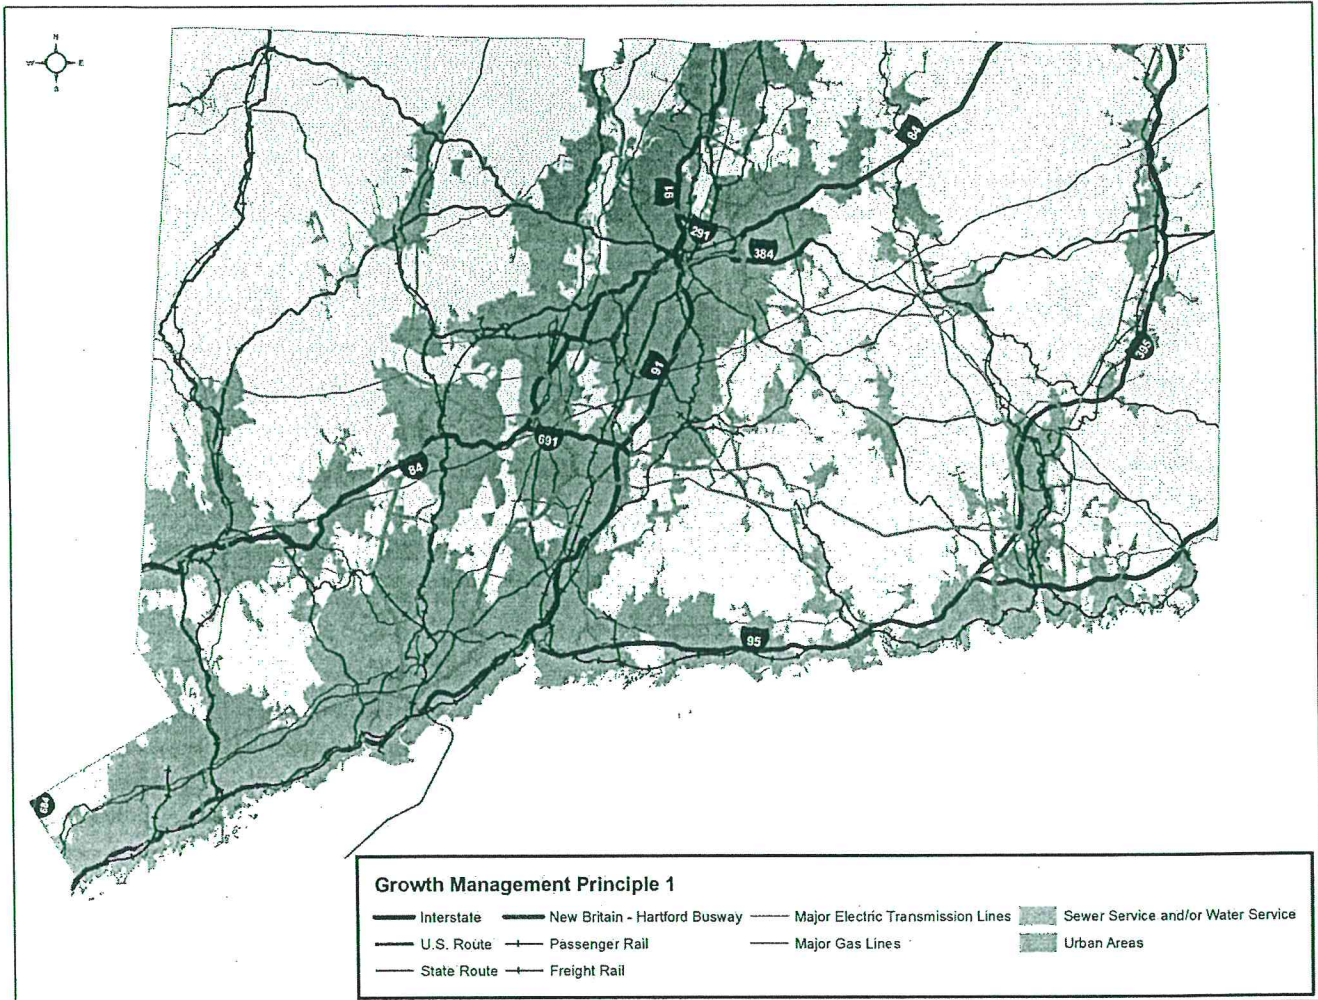 N
W E
S
84
91
291
384
91
395
691
84
95
684
Growth Management Principle 1
Interstate New Britain - Hartford Busway Major Electric Transmission Lines Sewer Service and/or Water Service
U.S. Route Passenger Rail Major Gas Lines Urban Areas
State Route Freight Rail